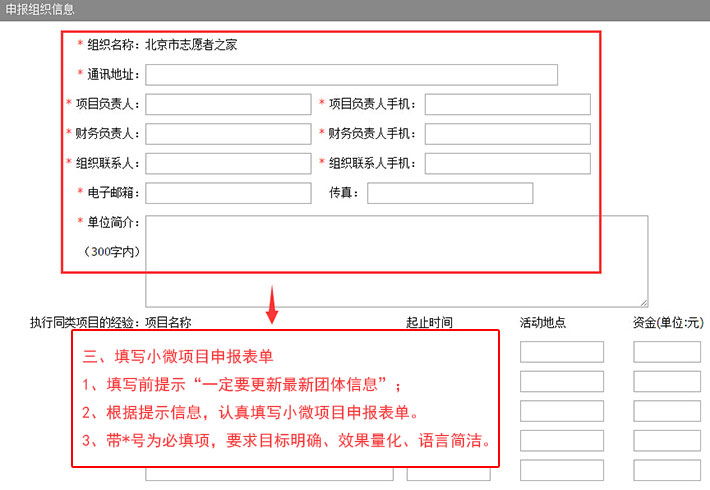 申报组织信息
* 组织名称：北京市志愿者之家
* 通讯地址：
* 项目负责人： * 项目负责人手机：
* 财务负责人： * 财务负责人手机：
* 组织联系人： * 组织联系人手机：
* 电子邮箱： 传真：
* 单位简介：
（300字内）
执行同类项目的经验：项目名称 起止时间 活动地点 资金(单位:元)
三、填写小微项目申报表单
1、填写前提示“一定要更新最新团体信息”；
2、根据提示信息，认真填写小微项目申报表单。
3、带*号为必填项，要求目标明确、效果量化、语言简洁。